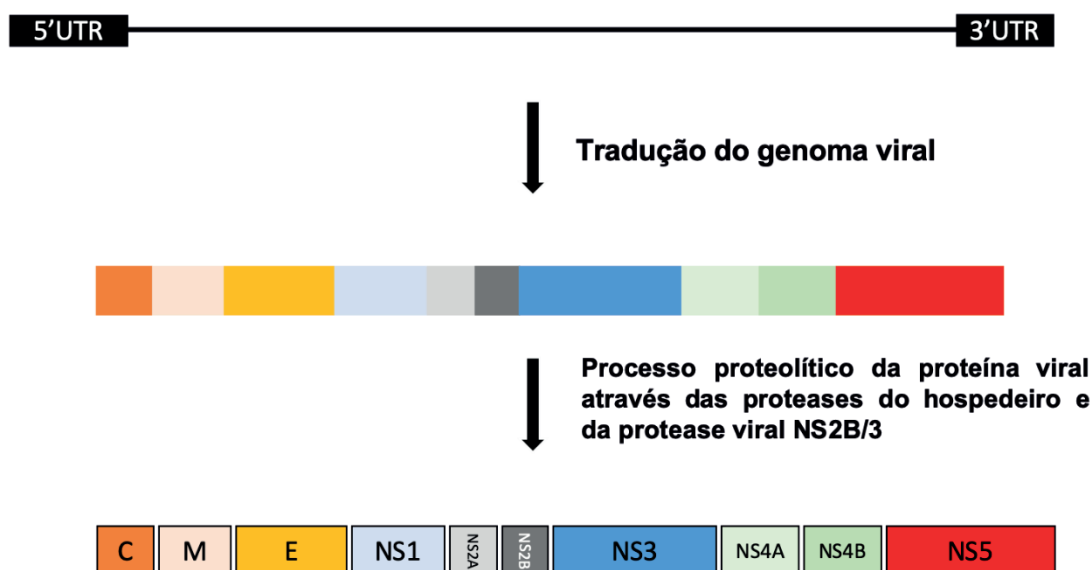 5’UTR 3’UTR
Tradução do genoma viral
Processo proteolítico da proteína viral
através das proteases do hospedeiro e
da protease viral NS2B/3
C M E NS1 NS2A NS2B NS3 NS4A NS4B NS5